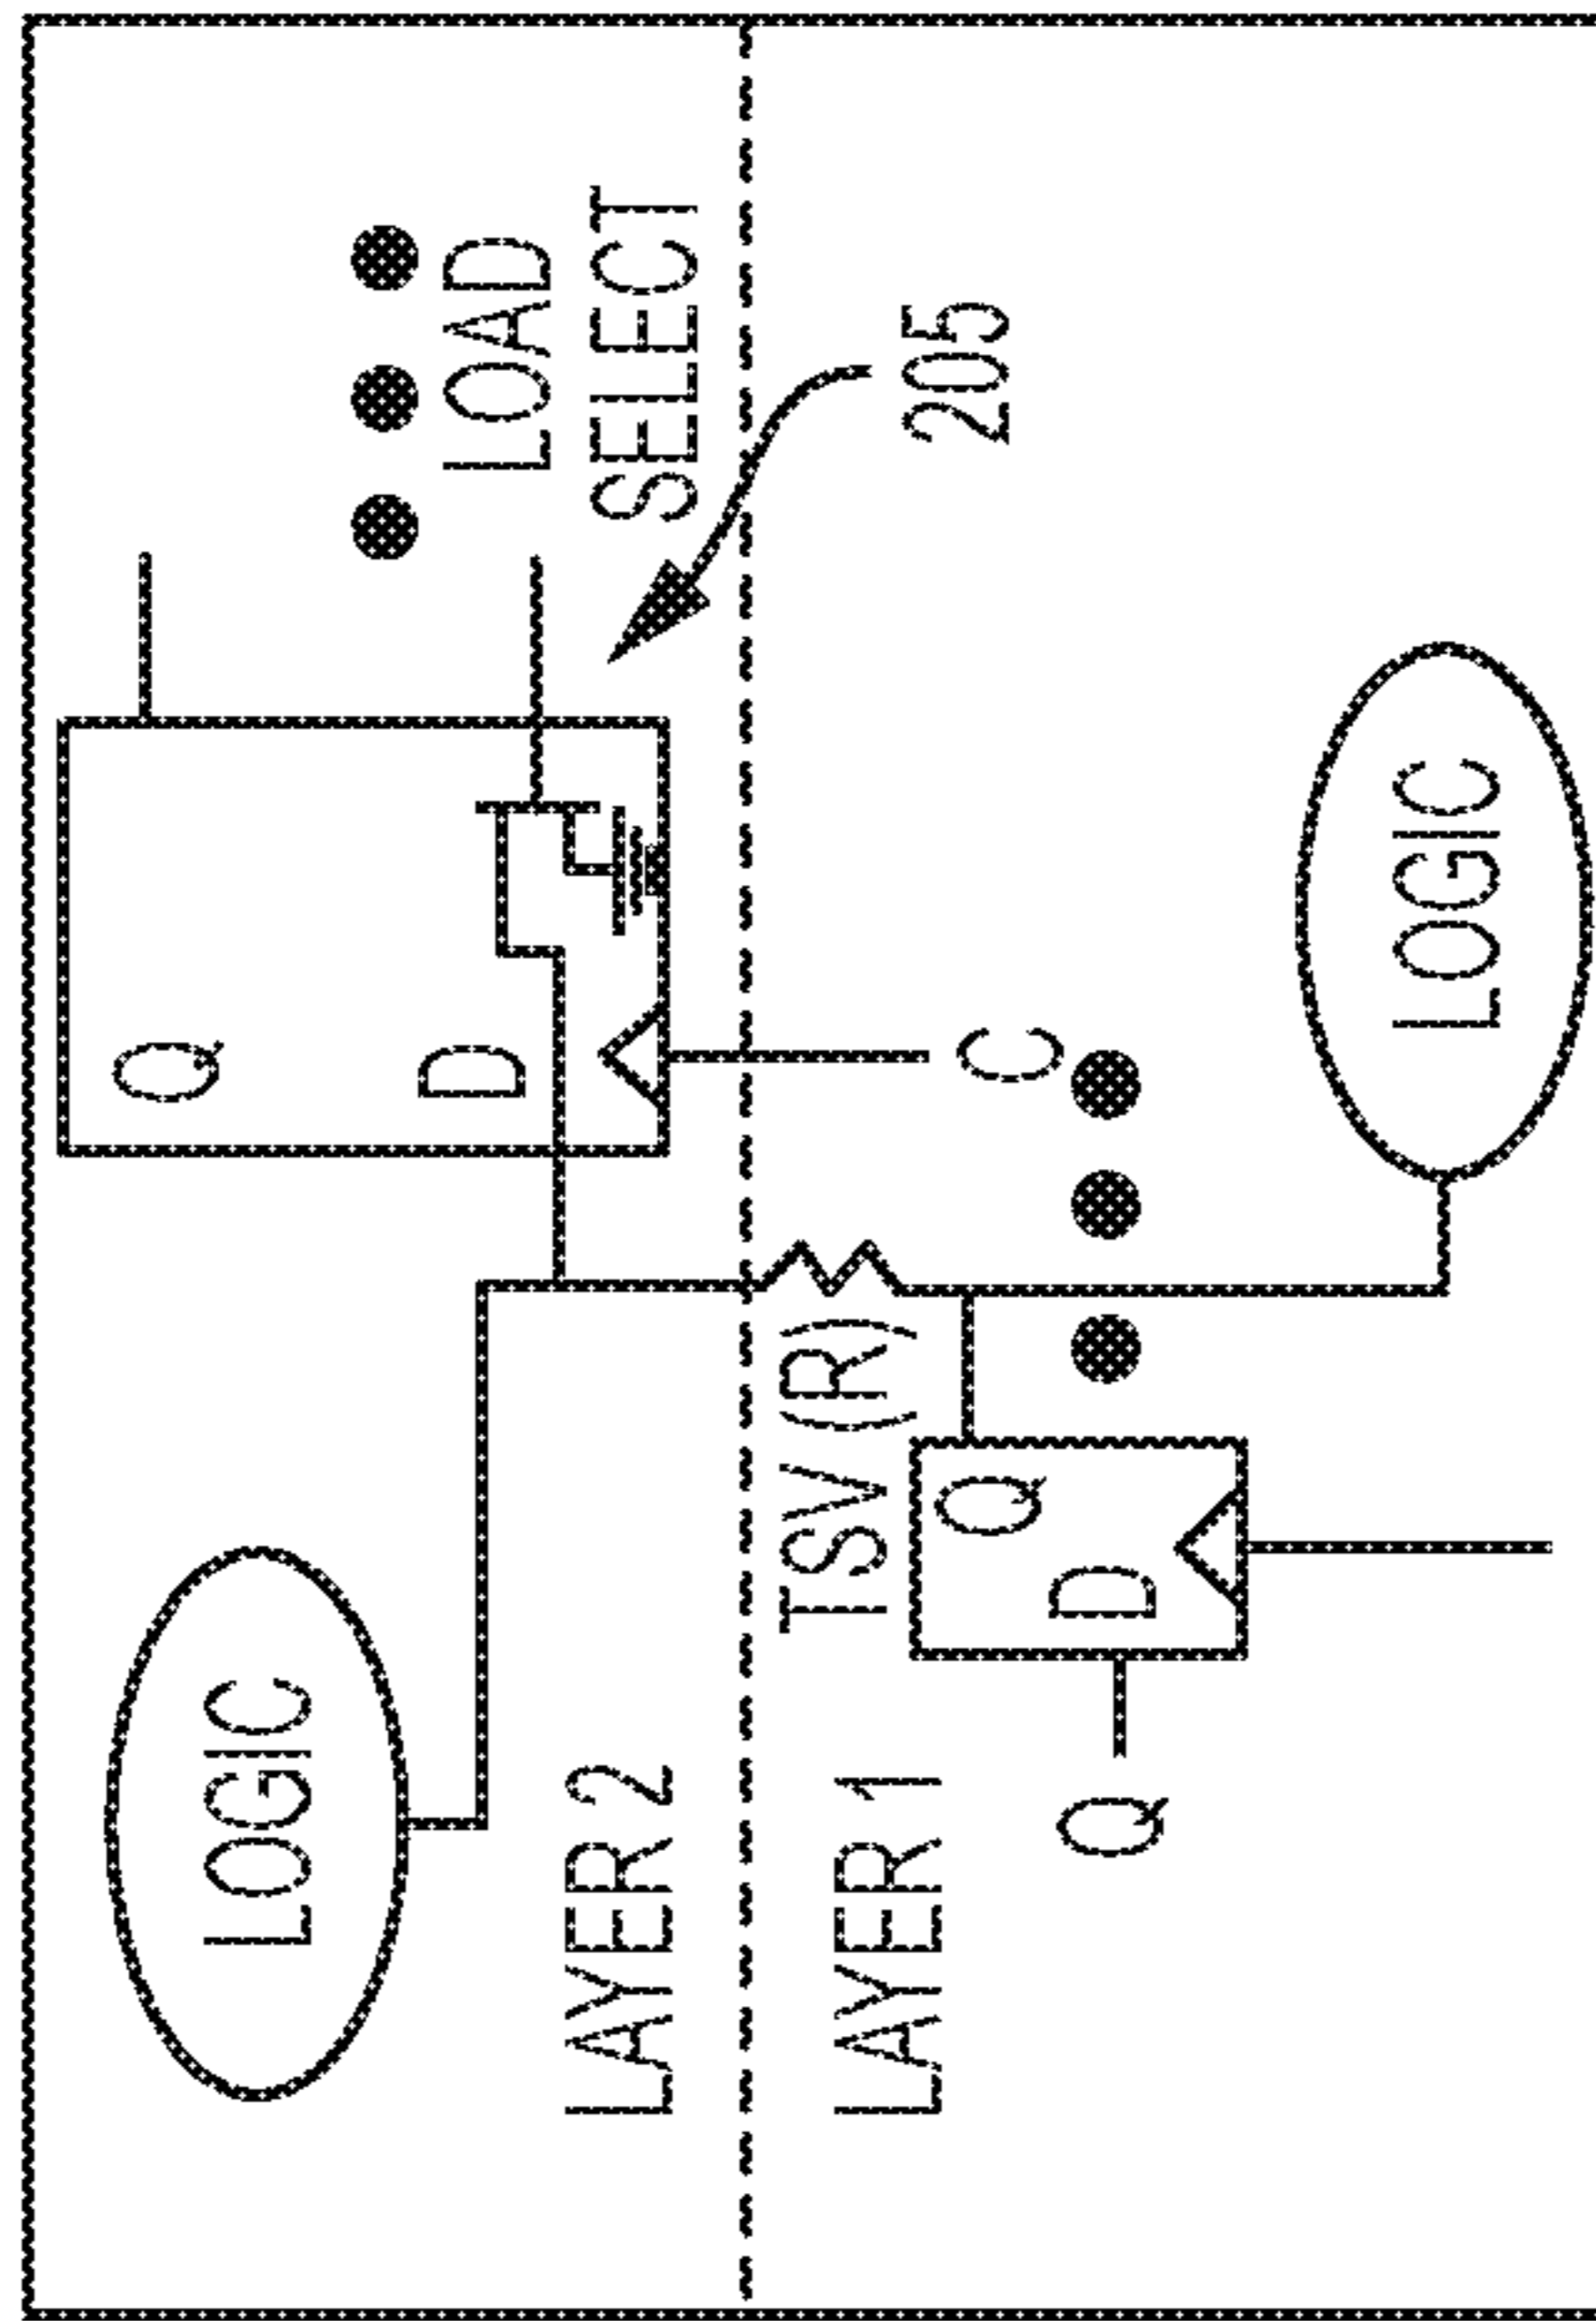 LOGIC
Q
D
LOAD
SELECT
LAYER 2
LAYER 1
TSV (R)
205
C
Q
D
Q
LOGIC